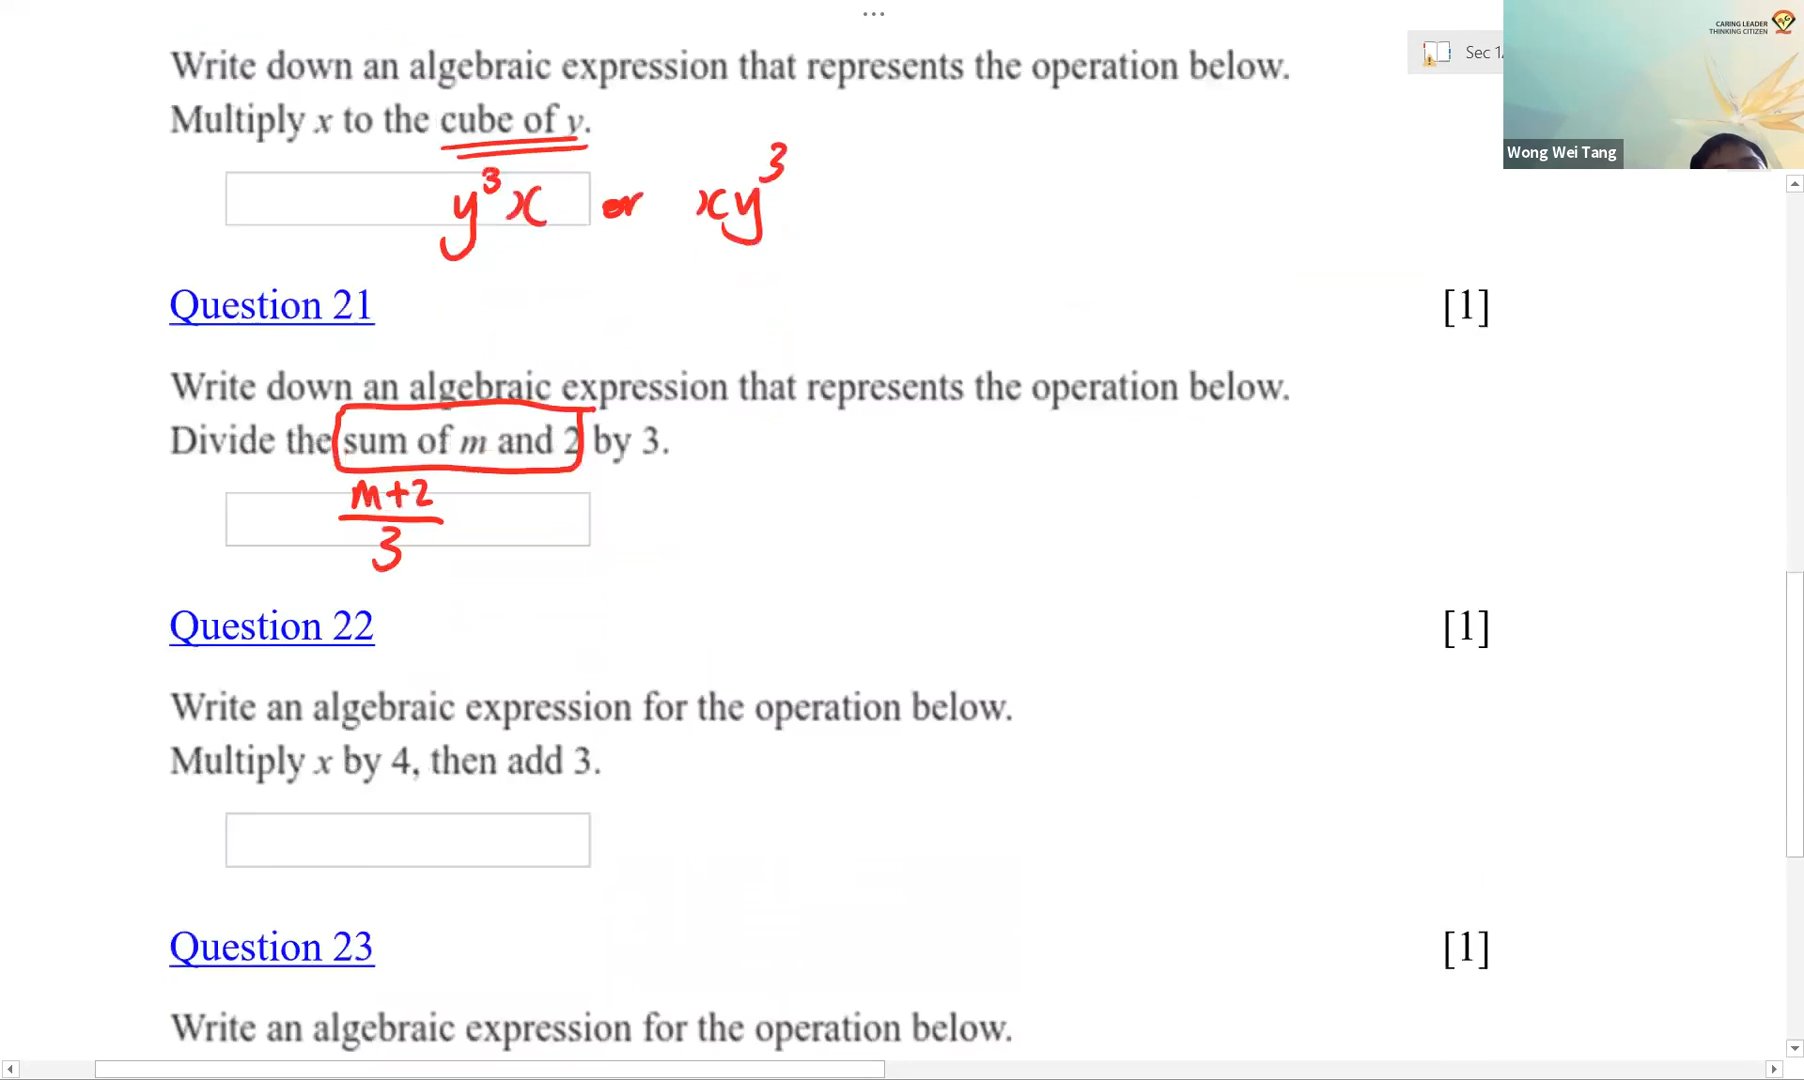 ...
Write down an algebraic expression that represents the operation below.
Multiply x to the cube of y.
y³x or xy³
Question 21 [1]
Write down an algebraic expression that represents the operation below.
Divide the sum of m and 2 by 3.
m+2
3
Question 22 [1]
Write an algebraic expression for the operation below.
Multiply x by 4, then add 3.
Question 23 [1]
Write an algebraic expression for the operation below.
Sec 1
CARING LEADER
THINKING CITIZEN
Wong Wei Tang